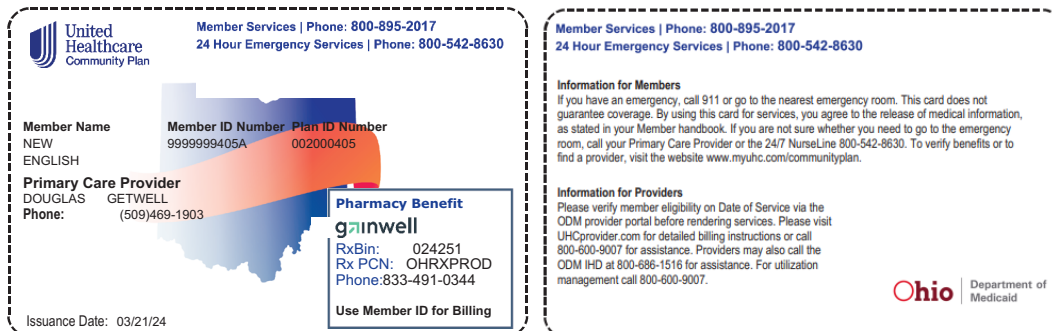 United
Healthcare
Community Plan
Member Services | Phone: 800-895-2017
24 Hour Emergency Services | Phone: 800-542-8630
Member Name Member ID Number Plan ID Number
NEW 9999999405A 002000405
ENGLISH
Primary Care Provider
DOUGLAS GETWELL
Phone: (509)469-1903
Pharmacy Benefit
gainwell
RxBin: 024251
Rx PCN: OHRXPROD
Phone:833-491-0344
Use Member ID for Billing
Issuance Date: 03/21/24
Member Services | Phone: 800-895-2017
24 Hour Emergency Services | Phone: 800-542-8630
Information for Members
If you have an emergency, call 911 or go to the nearest emergency room. This card does not
guarantee coverage. By using this card for services, you agree to the release of medical information,
as stated in your Member handbook. If you are not sure whether you need to go to the emergency
room, call your Primary Care Provider or the 24/7 NurseLine 800-542-8630. To verify benefits or to
find a provider, visit the website www.myuhc.com/communityplan.
Information for Providers
Please verify member eligibility on Date of Service via the
ODM provider portal before rendering services. Please visit
UHCprovider.com for detailed billing instructions or call
800-600-9007 for assistance. Providers may also call the
ODM IHD at 800-686-1516 for assistance. For utilization
management call 800-600-9007.
Ohio Department of
Medicaid